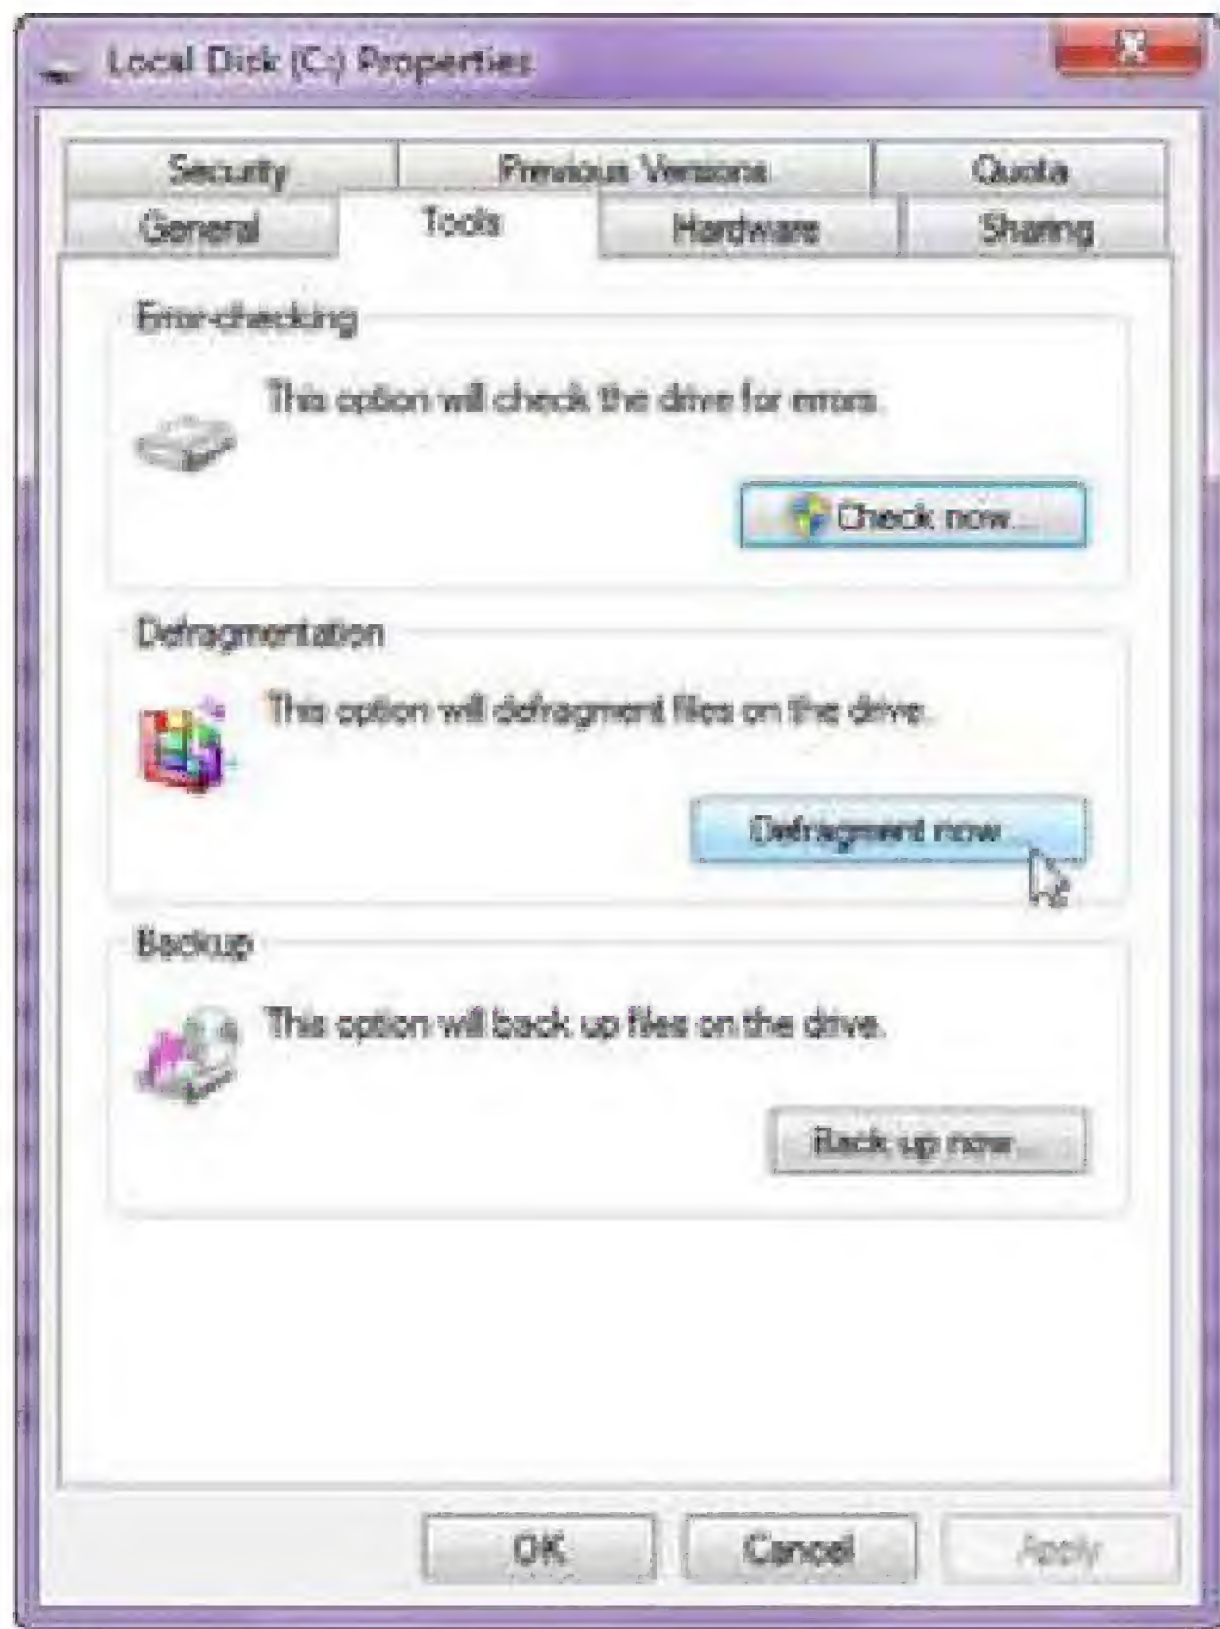 Local Disk (C:) Properties
Security Previous Versions Quota
General Tools Hardware Sharing
Error-checking
This option will check the drive for errors.
Check now...
Defragmentation
This option will defragment files on the drive.
Defragment now...
Backup
This option will back up files on the drive.
Back up now...
OK Cancel Apply